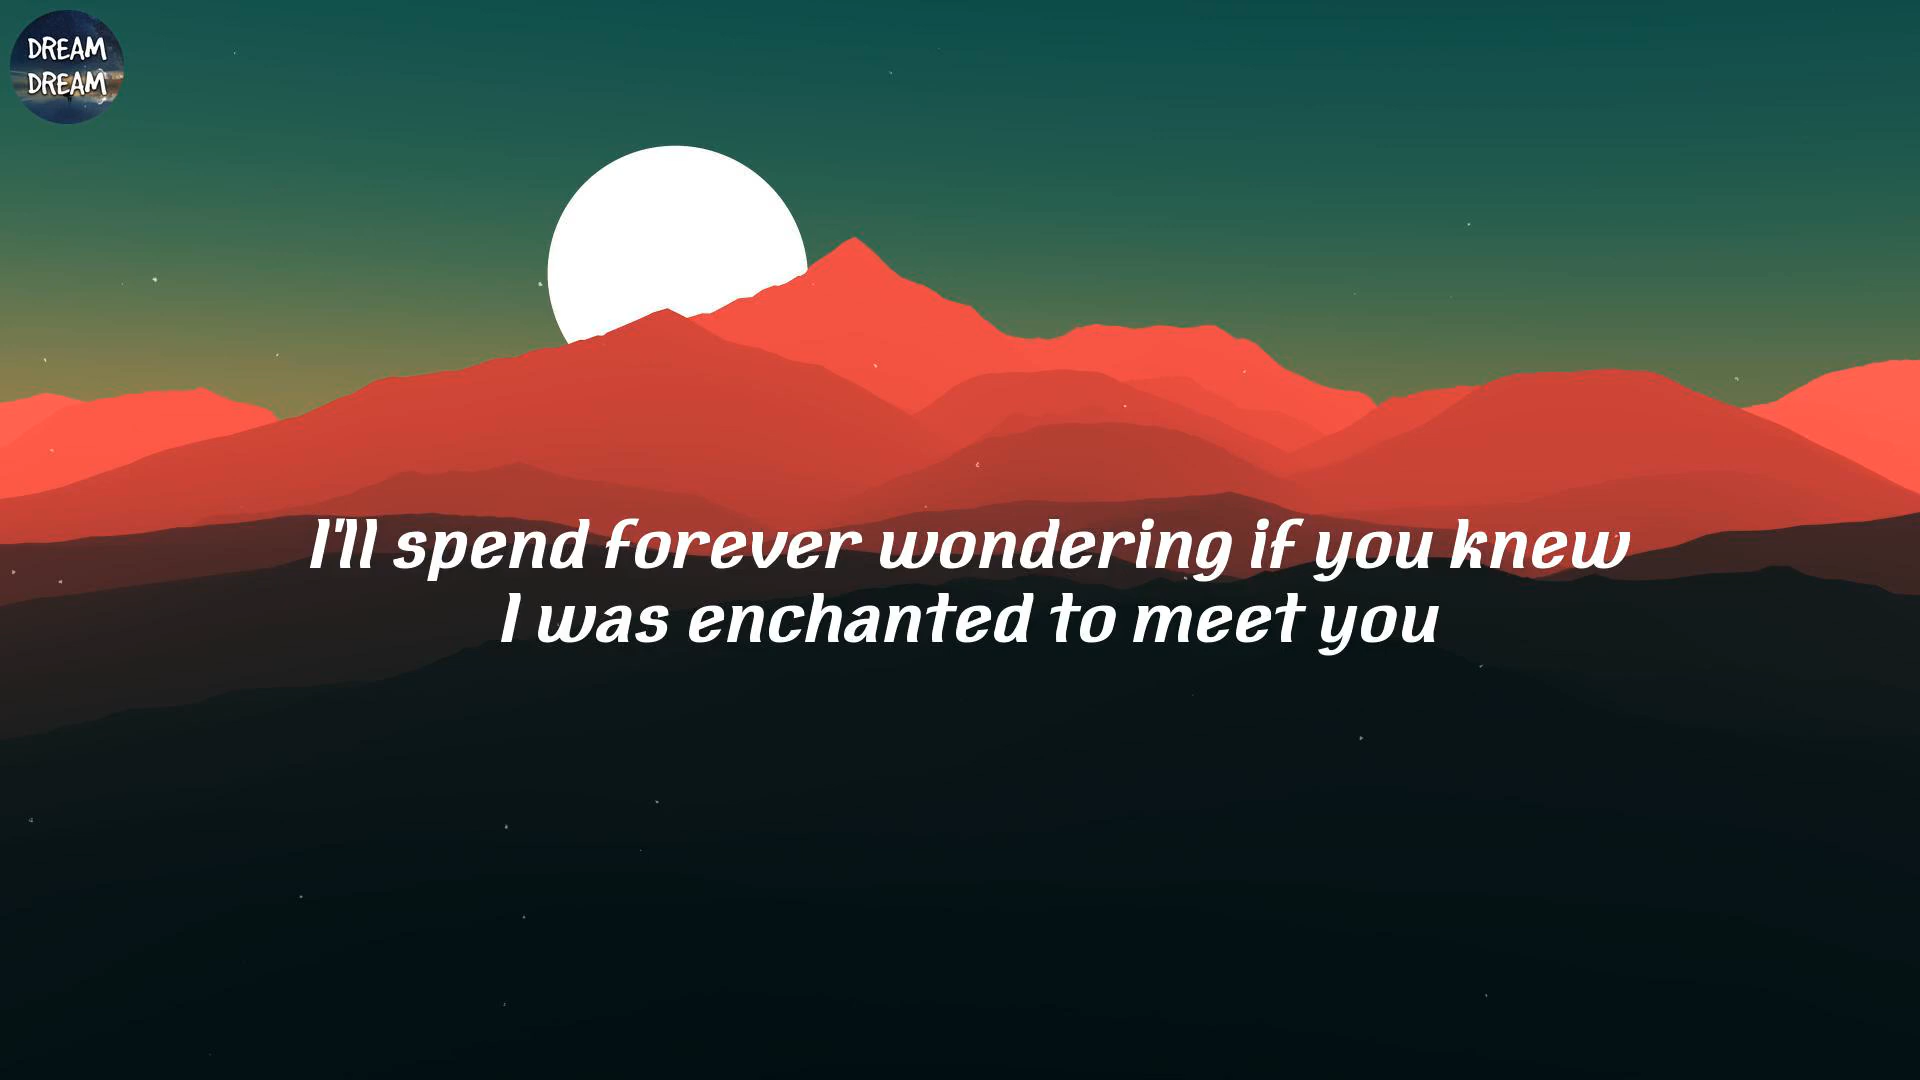 DREAM
DREAM
I'll spend forever wondering if you knew
I was enchanted to meet you